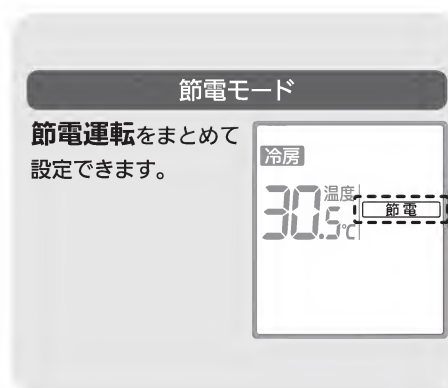 節電モード
節電運転をまとめて
設定できます。
冷房
温度
30.5℃
節電